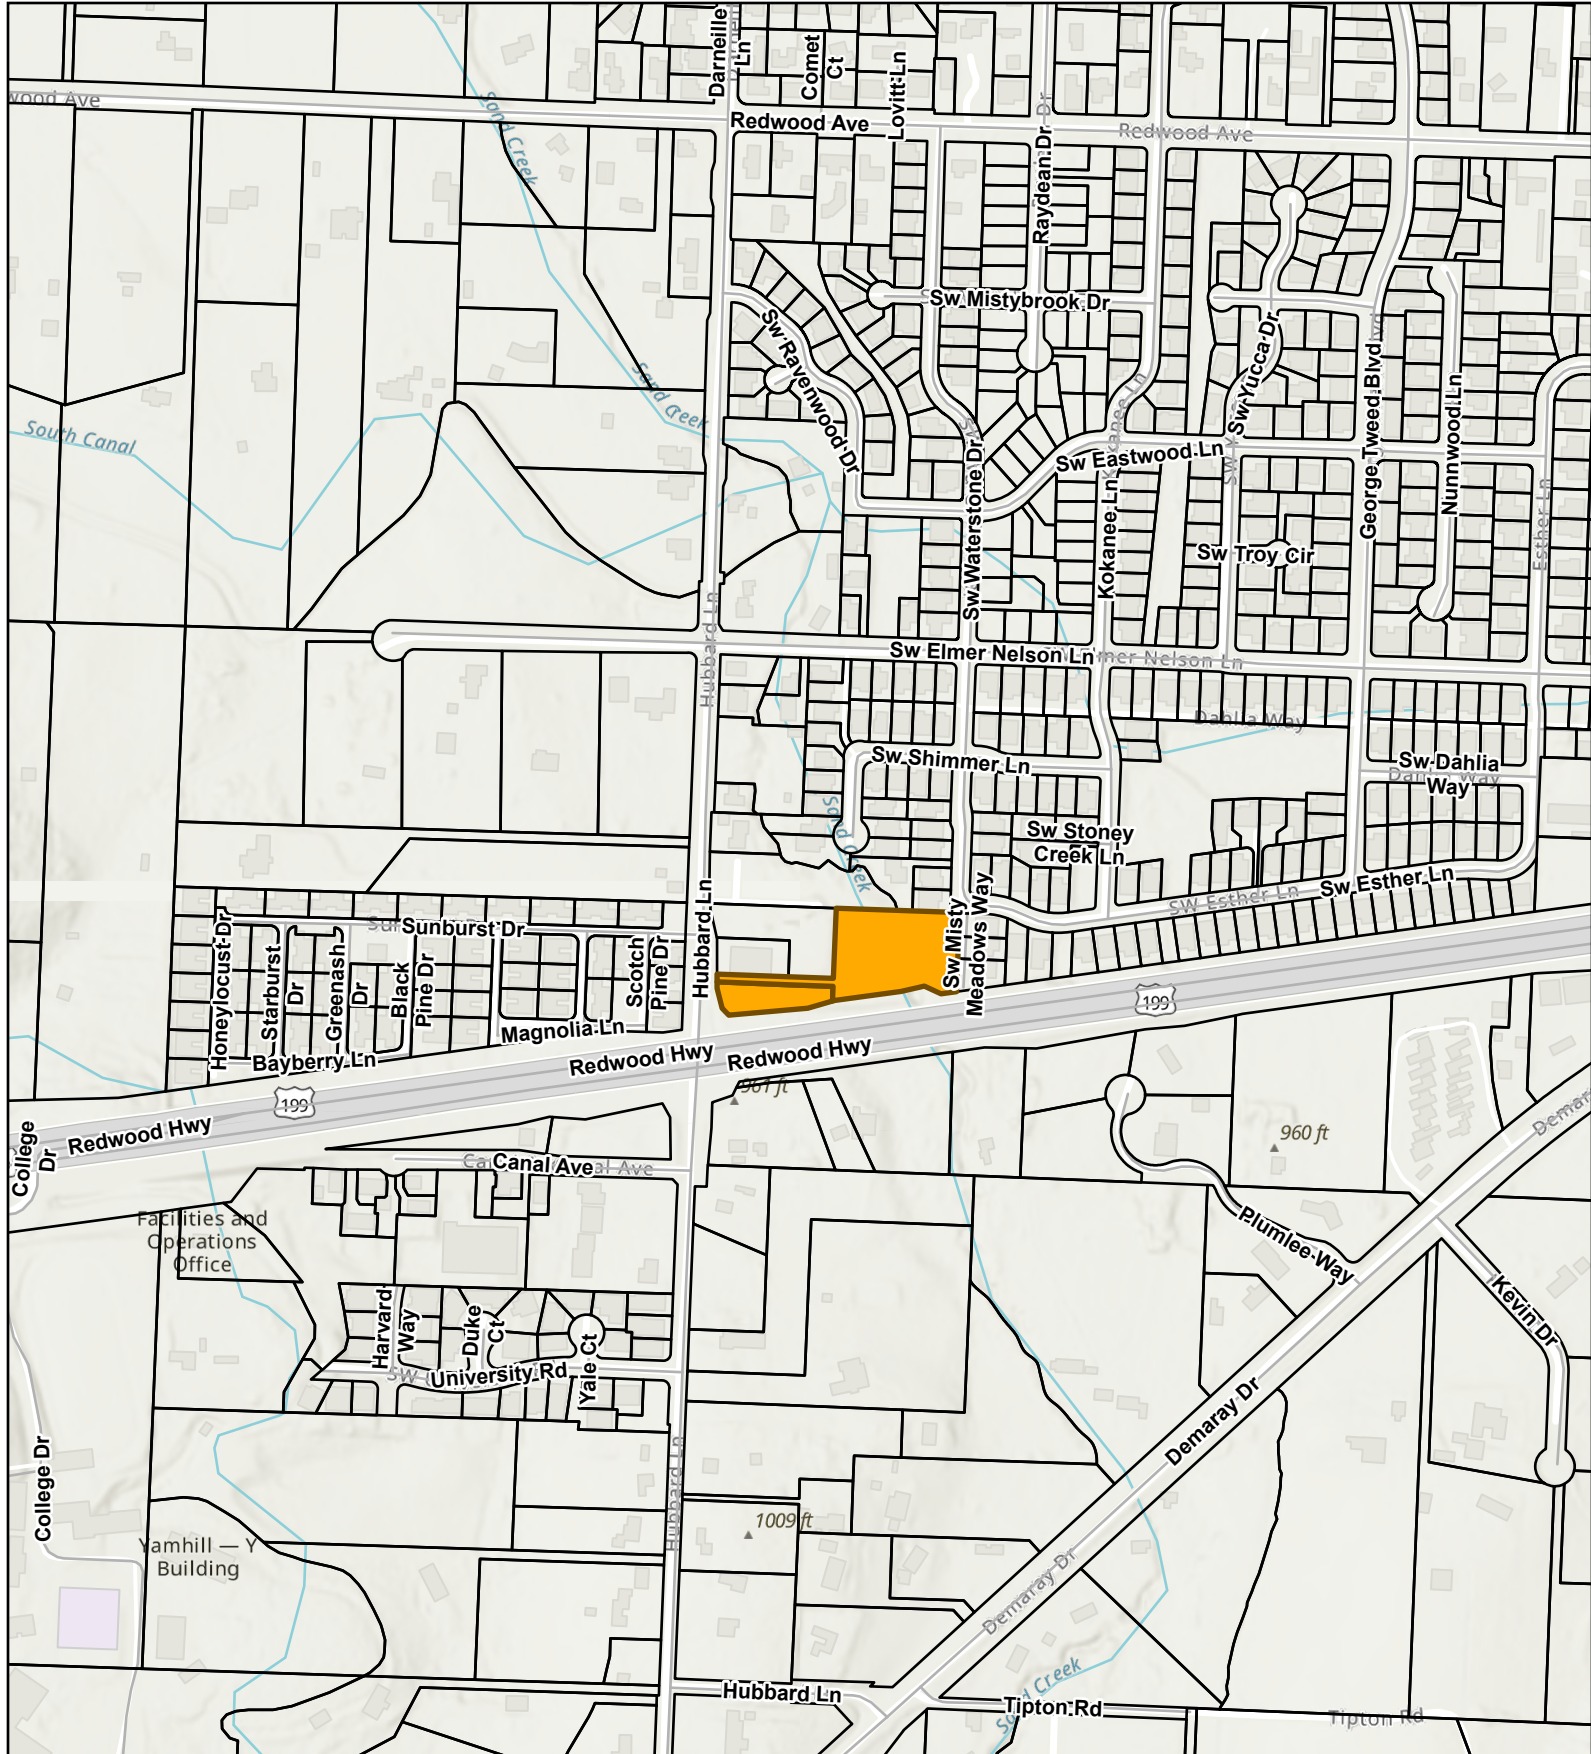 Darneille
Ln
Comet
Ct
Lovitt Ln
wood Ave
Redwood Ave
Redwood Ave
Sand Creek
Raydean Dr
Dr
Sw Mistybrook Dr
Sw Ravenwood Dr
Sw Yucca Dr
George Tweed Blvd
Nunnwood Ln
Sand Creek
South Canal
Sw Eastwood Ln
Sw Waterstone Dr
Kokanee Ln
Sw Troy Cir
Esther Ln
Hubbard Ln
Sw Elmer Nelson Ln
mer Nelson Ln
Dahlia Way
Sw Shimmer Ln
Sw Dahlia
Way
Sand Creek
Sw Stoney
Creek Ln
SW Esther Ln
Sw Esther Ln
Hubbard Ln
Sw Misty
Meadows Way
Sunburst Dr
Honeylocust Dr
Starburst
Dr
Greenash
Dr
Black
Pine Dr
Scotch
Pine Dr
Magnolia Ln
Bayberry Ln
Redwood Hwy
Redwood Hwy
199
199
Redwood Hwy
961 ft
960 ft
College
Dr
Canal Ave
al Ave
Facilities and
Operations
Office
Plumlee Way
Demar
Kevin Dr
Harvard
Way
Duke
Ct
Yale Ct
SW
University Rd
Demaray Dr
College Dr
Hubbard Ln
1009 ft
Yamhill — Y
Building
Demaray Dr
Hubbard Ln
Creek
Tipton Rd
Tipton Rd